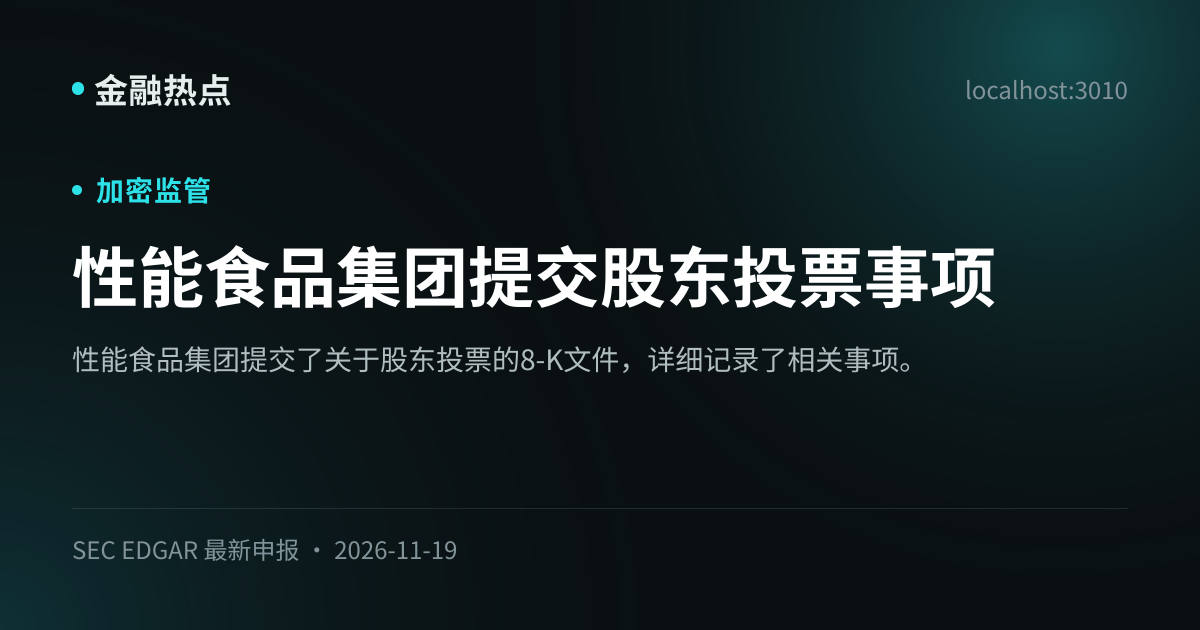 金融热点
localhost:3010
加密监管
性能食品集团提交股东投票事项
性能食品集团提交了关于股东投票的8-K文件，详细记录了相关事项。
SEC EDGAR 最新申报 · 2026-11-19